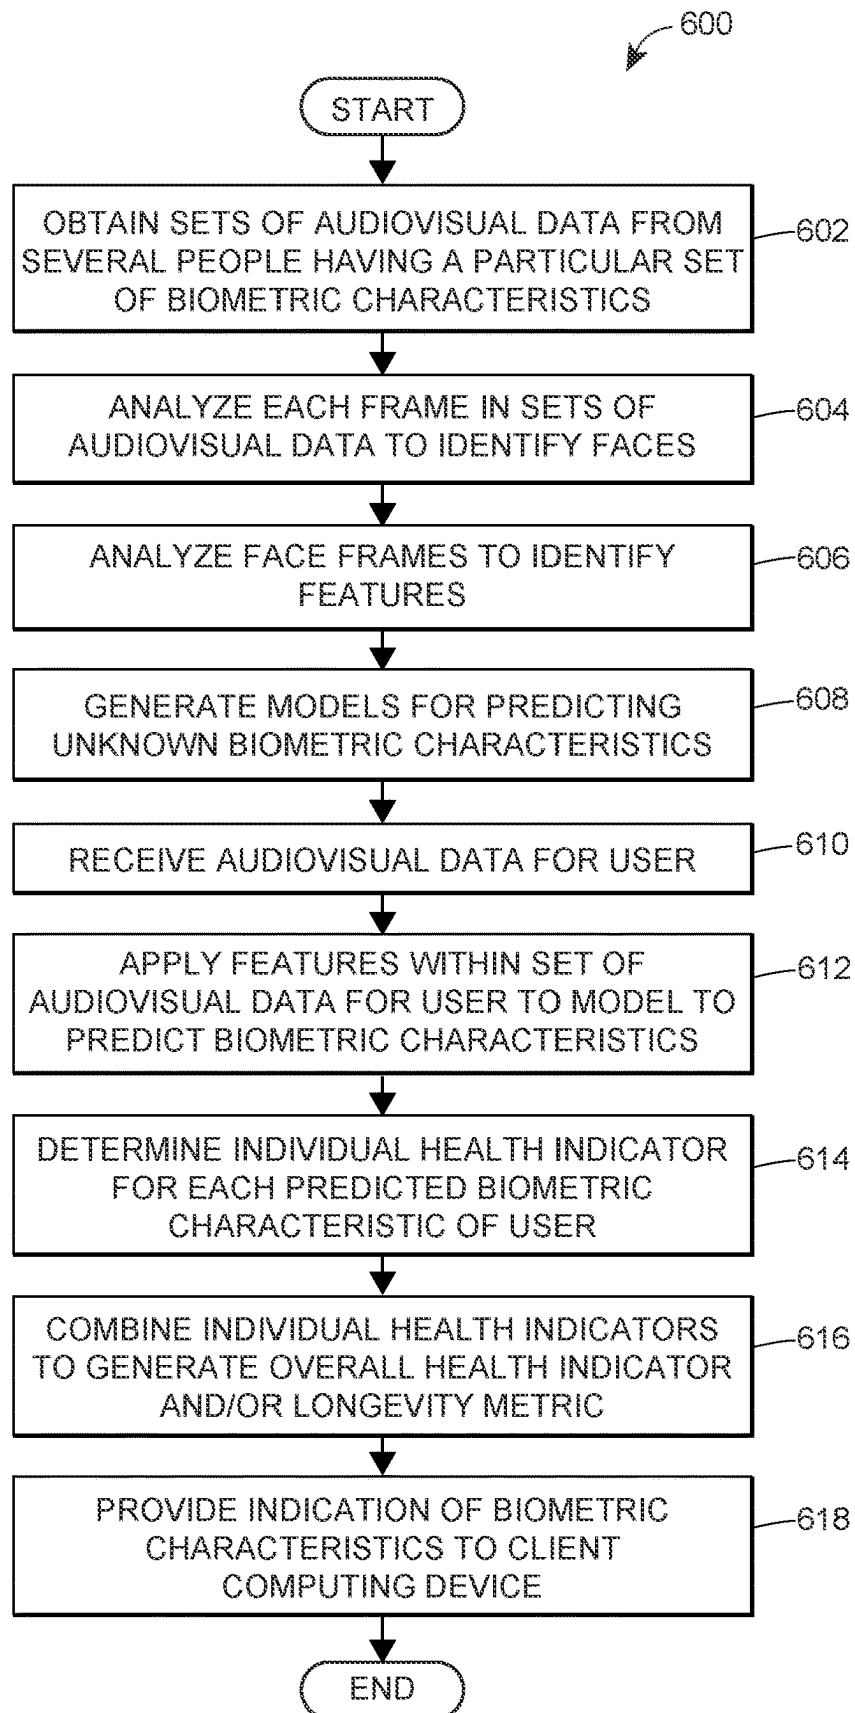 600
START
OBTAIN SETS OF AUDIOVISUAL DATA FROM
SEVERAL PEOPLE HAVING A PARTICULAR SET
OF BIOMETRIC CHARACTERISTICS
602
ANALYZE EACH FRAME IN SETS OF
AUDIOVISUAL DATA TO IDENTIFY FACES
604
ANALYZE FACE FRAMES TO IDENTIFY
FEATURES
606
GENERATE MODELS FOR PREDICTING
UNKNOWN BIOMETRIC CHARACTERISTICS
608
RECEIVE AUDIOVISUAL DATA FOR USER
610
APPLY FEATURES WITHIN SET OF
AUDIOVISUAL DATA FOR USER TO MODEL TO
PREDICT BIOMETRIC CHARACTERISTICS
612
DETERMINE INDIVIDUAL HEALTH INDICATOR
FOR EACH PREDICTED BIOMETRIC
CHARACTERISTIC OF USER
614
COMBINE INDIVIDUAL HEALTH INDICATORS
TO GENERATE OVERALL HEALTH INDICATOR
AND/OR LONGEVITY METRIC
616
PROVIDE INDICATION OF BIOMETRIC
CHARACTERISTICS TO CLIENT
COMPUTING DEVICE
618
END